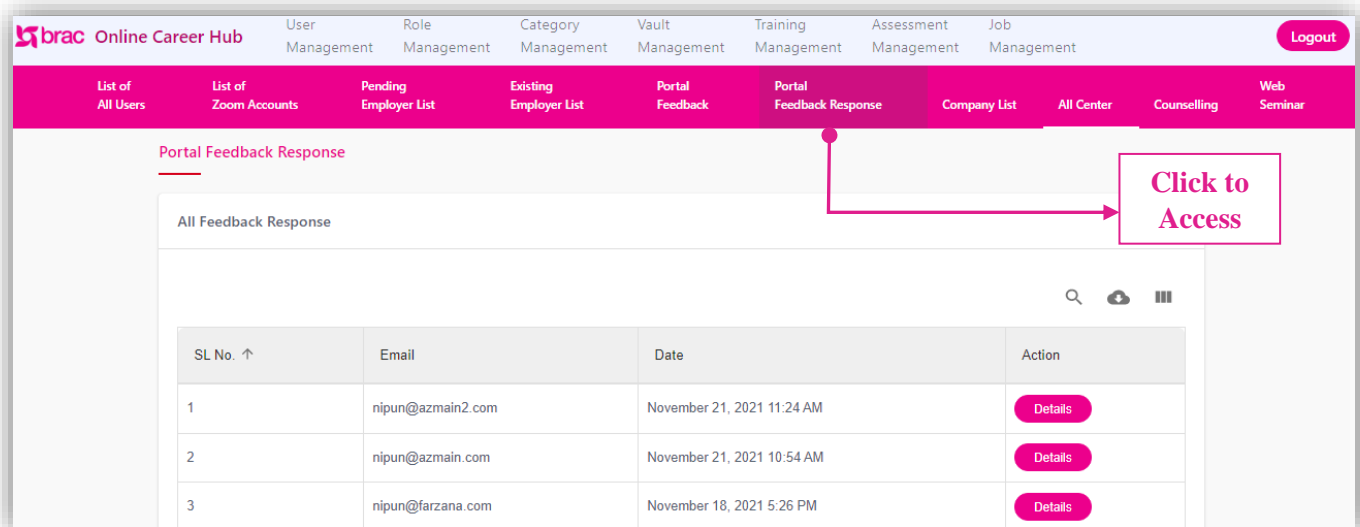 brac Online Career Hub
User Management
Role Management
Category Management
Vault Management
Training Management
Assessment Management
Job Management
Logout
List of All Users
List of Zoom Accounts
Pending Employer List
Existing Employer List
Portal Feedback
Portal Feedback Response
Company List
All Center
Counselling
Web Seminar
Portal Feedback Response
Click to
Access
All Feedback Response
SL No. ↑ Email Date Action
1 nipun@azmain2.com November 21, 2021 11:24 AM Details
2 nipun@azmain.com November 21, 2021 10:54 AM Details
3 nipun@farzana.com November 18, 2021 5:26 PM Details